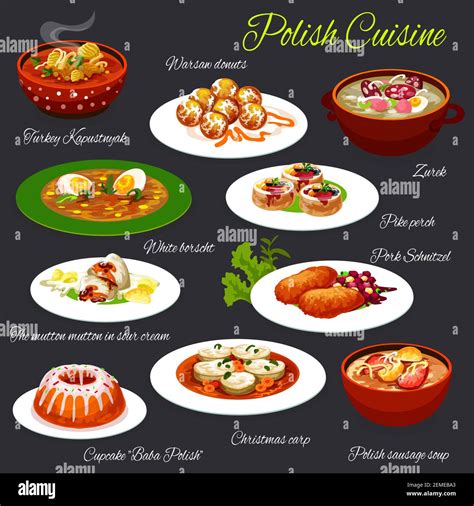 Polish Cuisine
Warsaw donuts
Turkey Kapustnyak
Zurek
Pike perch
White borscht
Pork Schnitzel
The mutton mutton in sour cream
Christmas carp
Cupcake "Baba Polish"
Polish sausage soup
alamy
alamy
alamy
alamy
alamy
Image ID: 2EMEBA3
www.alamy.com